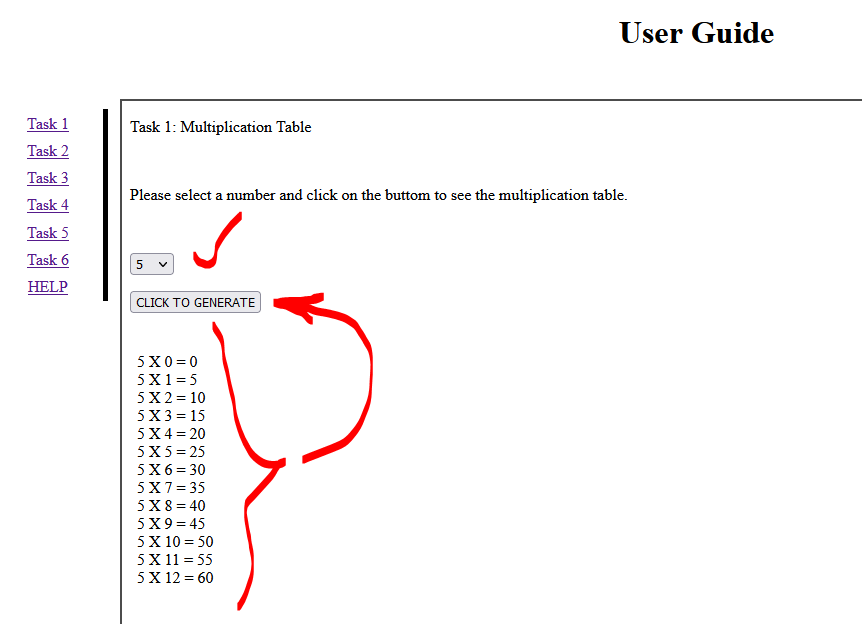 User Guide
Task 1
Task 2
Task 3
Task 4
Task 5
Task 6
HELP
Task 1: Multiplication Table
Please select a number and click on the buttom to see the multiplication table.
5
CLICK TO GENERATE
5 X 0 = 0
5 X 1 = 5
5 X 2 = 10
5 X 3 = 15
5 X 4 = 20
5 X 5 = 25
5 X 6 = 30
5 X 7 = 35
5 X 8 = 40
5 X 9 = 45
5 X 10 = 50
5 X 11 = 55
5 X 12 = 60